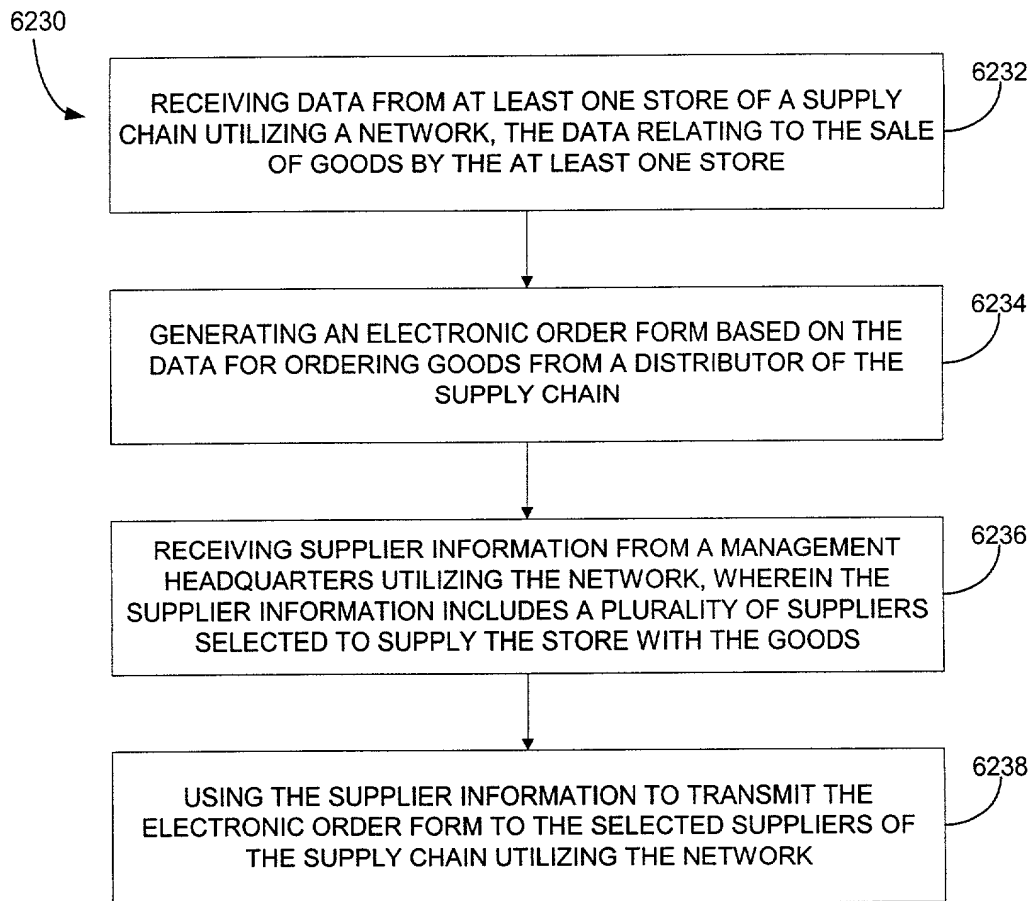 6230
6232
RECEIVING DATA FROM AT LEAST ONE STORE OF A SUPPLY
CHAIN UTILIZING A NETWORK, THE DATA RELATING TO THE SALE
OF GOODS BY THE AT LEAST ONE STORE
6234
GENERATING AN ELECTRONIC ORDER FORM BASED ON THE
DATA FOR ORDERING GOODS FROM A DISTRIBUTOR OF THE
SUPPLY CHAIN
6236
RECEIVING SUPPLIER INFORMATION FROM A MANAGEMENT
HEADQUARTERS UTILIZING THE NETWORK, WHEREIN THE
SUPPLIER INFORMATION INCLUDES A PLURALITY OF SUPPLIERS
SELECTED TO SUPPLY THE STORE WITH THE GOODS
6238
USING THE SUPPLIER INFORMATION TO TRANSMIT THE
ELECTRONIC ORDER FORM TO THE SELECTED SUPPLIERS OF
THE SUPPLY CHAIN UTILIZING THE NETWORK